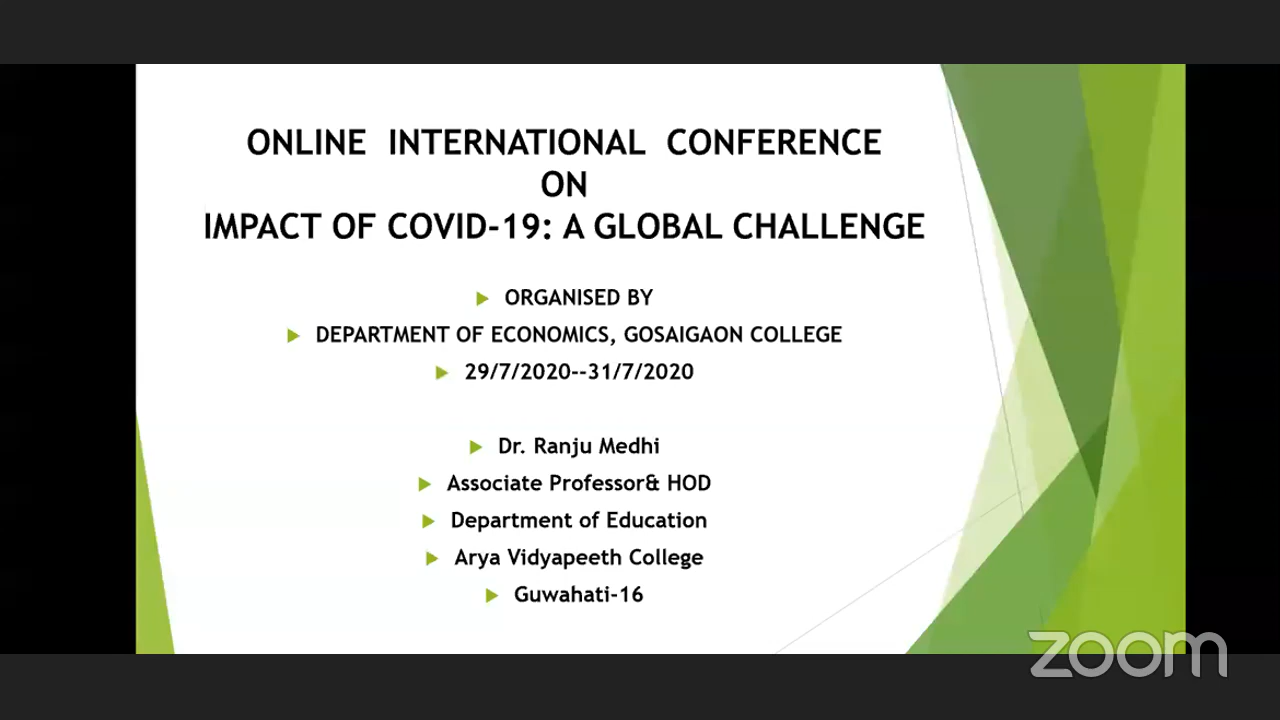 ONLINE INTERNATIONAL CONFERENCE
ON
IMPACT OF COVID-19: A GLOBAL CHALLENGE
ORGANISED BY
DEPARTMENT OF ECONOMICS, GOSAIGAON COLLEGE
29/7/2020--31/7/2020
Dr. Ranju Medhi
Associate Professor& HOD
Department of Education
Arya Vidyapeeth College
Guwahati-16
zoom